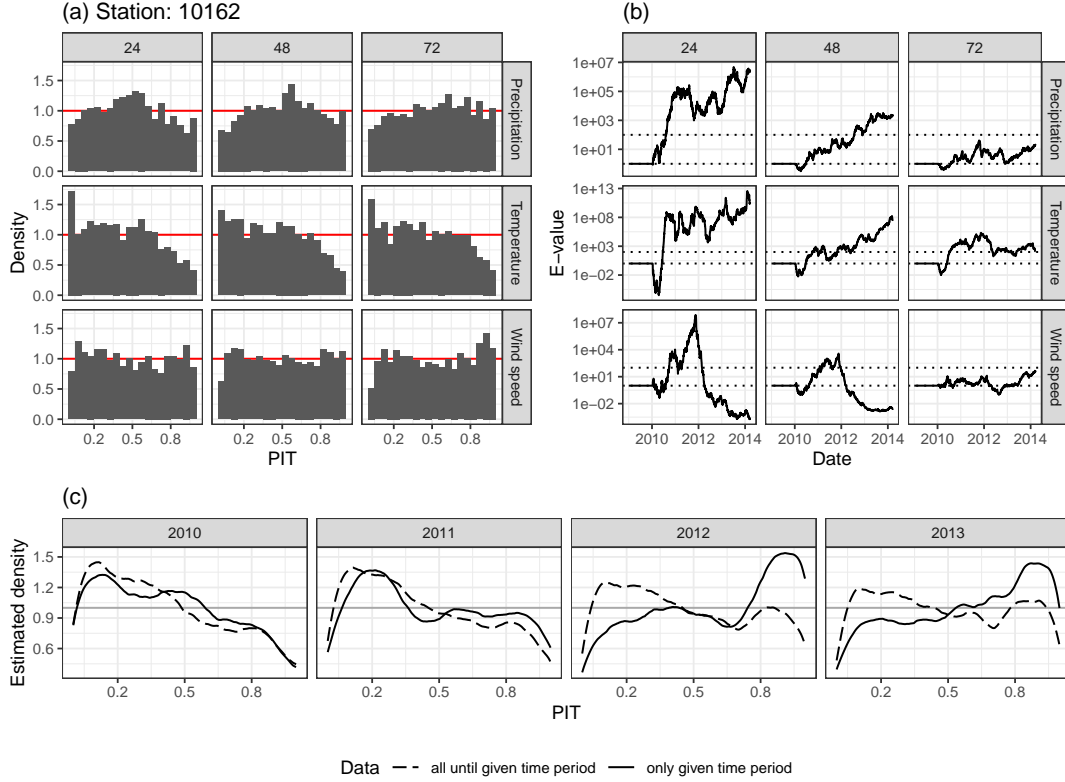 (a) Station: 10162
24 48 72
1.5
1.0
0.5
0.0
Precipitation
1.5
1.0
0.5
0.0
Temperature
1.5
1.0
0.5
0.0
Wind speed
Density
0.2 0.5 0.8 0.2 0.5 0.8 0.2 0.5 0.8
PIT
(b)
24 48 72
1e+07
1e+05
1e+03
1e+01
Precipitation
1e+13
1e+08
1e+03
1e−02
Temperature
1e+07
1e+04
1e+01
1e−02
Wind speed
E−value
2010 2012 2014 2010 2012 2014 2010 2012 2014
Date
(c)
2010 2011 2012 2013
1.5
1.2
0.9
0.6
Estimated density
0.2 0.5 0.8 0.2 0.5 0.8 0.2 0.5 0.8 0.2 0.5 0.8
PIT
Data all until given time period only given time period